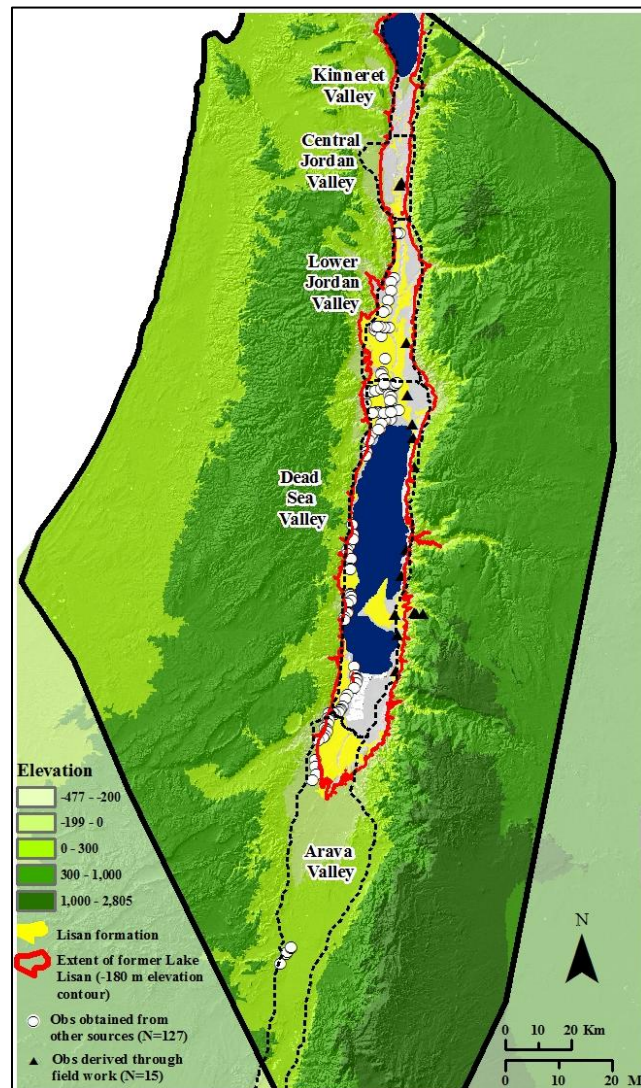 Kinneret
Valley
Central
Jordan
Valley
Lower
Jordan
Valley
Dead
Sea
Valley
Arava
Valley
Elevation
-477 - -200
-199 - 0
0 - 300
300 - 1,000
1,000 - 2,805
Lisan formation
Extent of former Lake
Lisan (-180 m elevation
contour)
Obs obtained from
other sources (N=127)
Obs derived through
field work (N=15)
N
0 10 20 Km
0 10 20 M